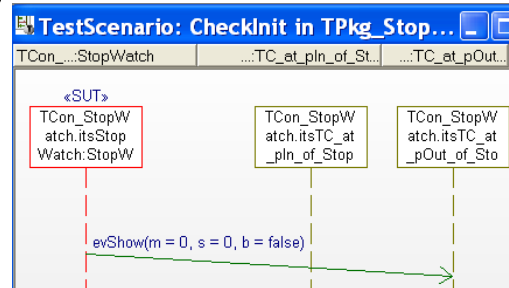 TestScenario: CheckInit in TPkg_Stop...
TCon_...:StopWatch ...:TC_at_pIn_of_St... ...:TC_at_pOut...
«SUT»
TCon_StopW
atch.itsStop
Watch:StopW
TCon_StopW
atch.itsTC_at
_pIn_of_Stop
TCon_StopW
atch.itsTC_at
_pOut_of_Sto
evShow(m = 0, s = 0, b = false)